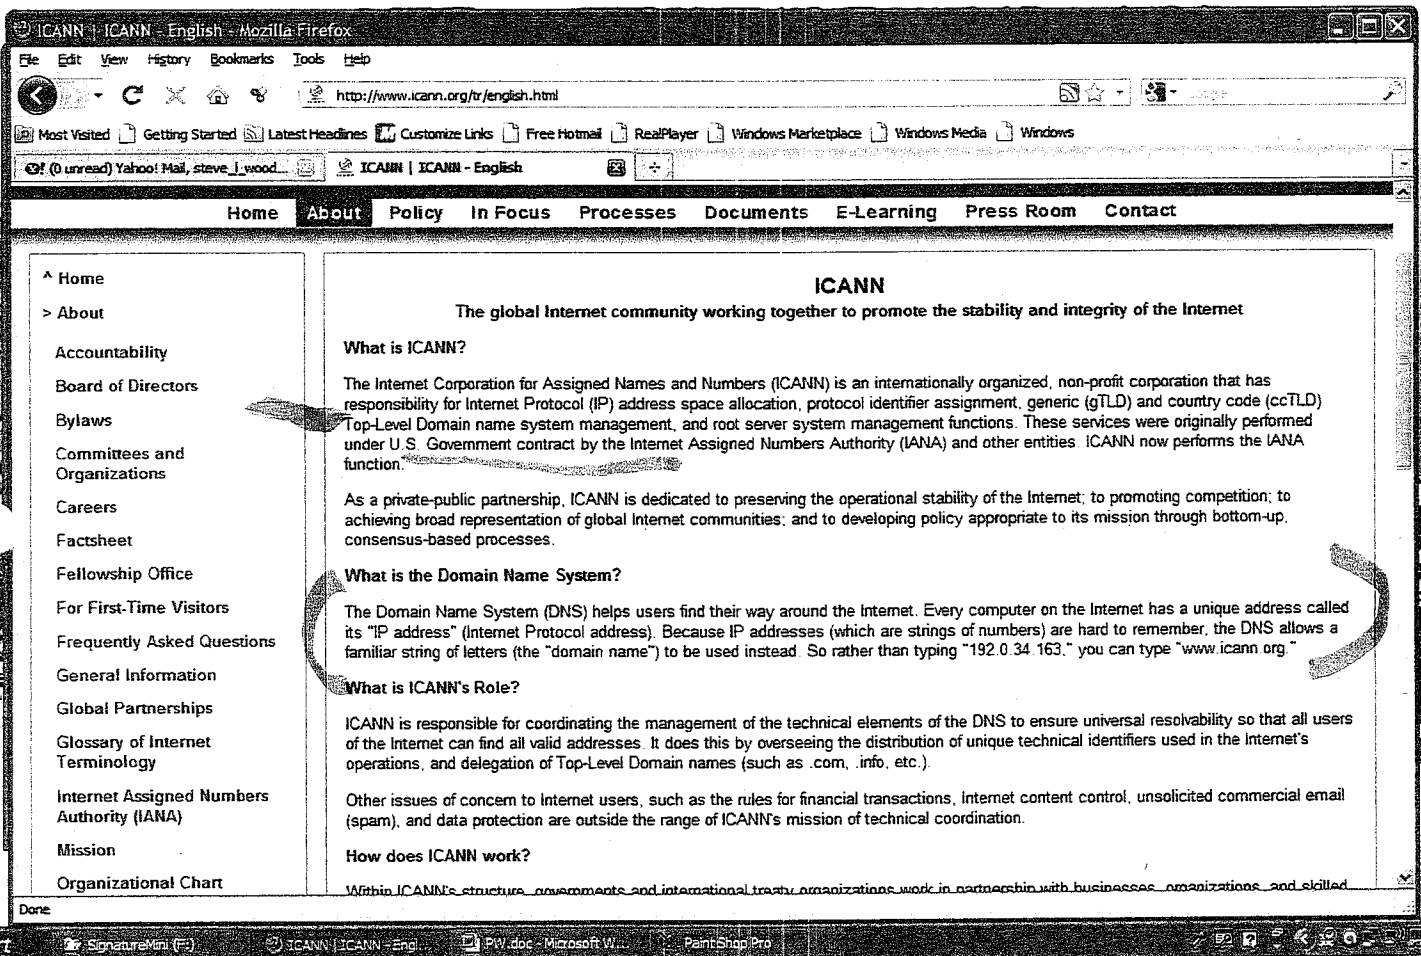 ICANN | ICANN - English - Mozilla Firefox
File Edit View History Bookmarks Tools Help
http://www.icann.org/tr/english.html
Most Visited Getting Started Latest Headlines Customize Links Free Hotmail RealPlayer Windows Marketplace Windows Media Windows
(0 unread) Yahoo! Mail, steve_l_wood... ICANN | ICANN - English
Home About Policy In Focus Processes Documents E-Learning Press Room Contact
^ Home
> About
Accountability
Board of Directors
Bylaws
Committees and
Organizations
Careers
Factsheet
Fellowship Office
For First-Time Visitors
Frequently Asked Questions
General Information
Global Partnerships
Glossary of Internet
Terminology
Internet Assigned Numbers
Authority (IANA)
Mission
Organizational Chart
ICANN
The global Internet community working together to promote the stability and integrity of the Internet
What is ICANN?
The Internet Corporation for Assigned Names and Numbers (ICANN) is an internationally organized, non-profit corporation that has
responsibility for Internet Protocol (IP) address space allocation, protocol identifier assignment, generic (gTLD) and country code (ccTLD)
Top-Level Domain name system management, and root server system management functions. These services were originally performed
under U.S. Government contract by the Internet Assigned Numbers Authority (IANA) and other entities. ICANN now performs the IANA
function.
As a private-public partnership, ICANN is dedicated to preserving the operational stability of the Internet; to promoting competition; to
achieving broad representation of global Internet communities; and to developing policy appropriate to its mission through bottom-up,
consensus-based processes.
What is the Domain Name System?
The Domain Name System (DNS) helps users find their way around the Internet. Every computer on the Internet has a unique address called
its "IP address" (Internet Protocol address). Because IP addresses (which are strings of numbers) are hard to remember, the DNS allows a
familiar string of letters (the "domain name") to be used instead. So rather than typing "192.0.34.163," you can type "www.icann.org."
What is ICANN's Role?
ICANN is responsible for coordinating the management of the technical elements of the DNS to ensure universal resolvability so that all users
of the Internet can find all valid addresses. It does this by overseeing the distribution of unique technical identifiers used in the Internet's
operations, and delegation of Top-Level Domain names (such as .com, .info, etc.).
Other issues of concern to Internet users, such as the rules for financial transactions, Internet content control, unsolicited commercial email
(spam), and data protection are outside the range of ICANN's mission of technical coordination.
How does ICANN work?
Within ICANN's structure, governments and international treaty organizations work in partnership with businesses, organizations, and skilled
Done
SignatureMini (F:) ICANN | ICANN - Engl... PW.doc - Microsoft W... Paint Shop Pro